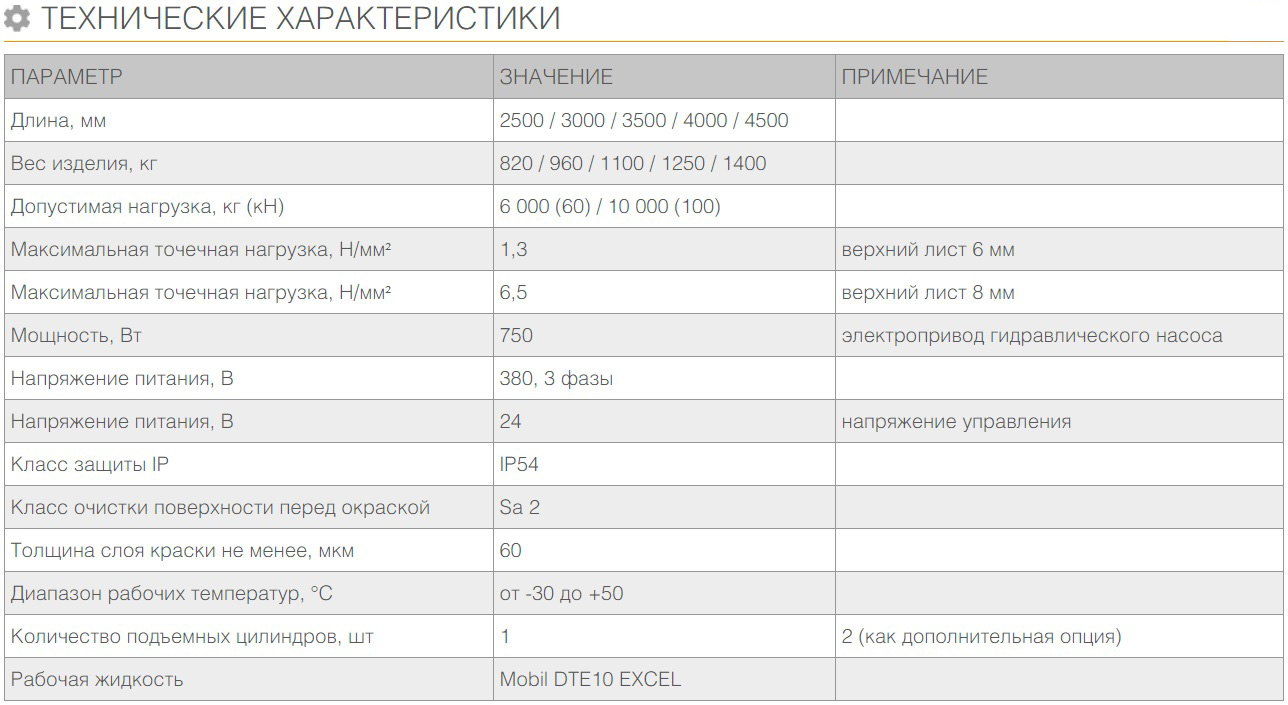 ТЕХНИЧЕСКИЕ ХАРАКТЕРИСТИКИ
ПАРАМЕТР ЗНАЧЕНИЕ ПРИМЕЧАНИЕ
Длина, мм 2500 / 3000 / 3500 / 4000 / 4500
Вес изделия, кг 820 / 960 / 1100 / 1250 / 1400
Допустимая нагрузка, кг (кН) 6 000 (60) / 10 000 (100)
Максимальная точечная нагрузка, Н/мм² 1,3 верхний лист 6 мм
Максимальная точечная нагрузка, Н/мм² 6,5 верхний лист 8 мм
Мощность, Вт 750 электропривод гидравлического насоса
Напряжение питания, В 380, 3 фазы
Напряжение питания, В 24 напряжение управления
Класс защиты IP IP54
Класс очистки поверхности перед окраской Sa 2
Толщина слоя краски не менее, мкм 60
Диапазон рабочих температур, °С от -30 до +50
Количество подъемных цилиндров, шт 1 2 (как дополнительная опция)
Рабочая жидкость Mobil DTE10 EXCEL